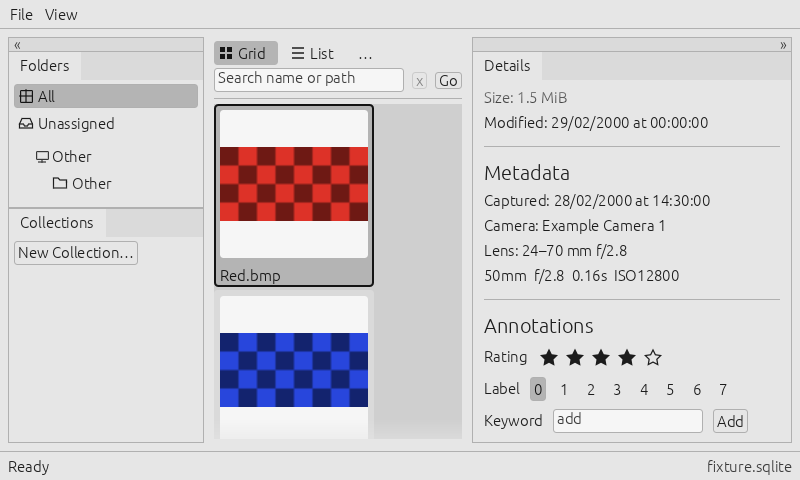 File View
«
Folders
All
Unassigned
Other
Other
Collections
New Collection...
Grid List ...
Search name or path x Go
Red.bmp
»
Details
Size: 1.5 MiB
Modified: 29/02/2000 at 00:00:00
Metadata
Captured: 28/02/2000 at 14:30:00
Camera: Example Camera 1
Lens: 24–70 mm f/2.8
50mm f/2.8 0.16s ISO12800
Annotations
Rating
Label 0 1 2 3 4 5 6 7
Keyword add Add
Ready
fixture.sqlite